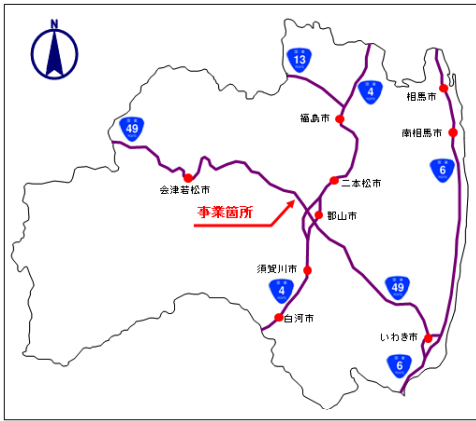 N
13
4
相馬市
福島市
49
南相馬市
6
会津若松市
二本松市
事業箇所
郡山市
須賀川市
4
49
白河市
いわき市
6